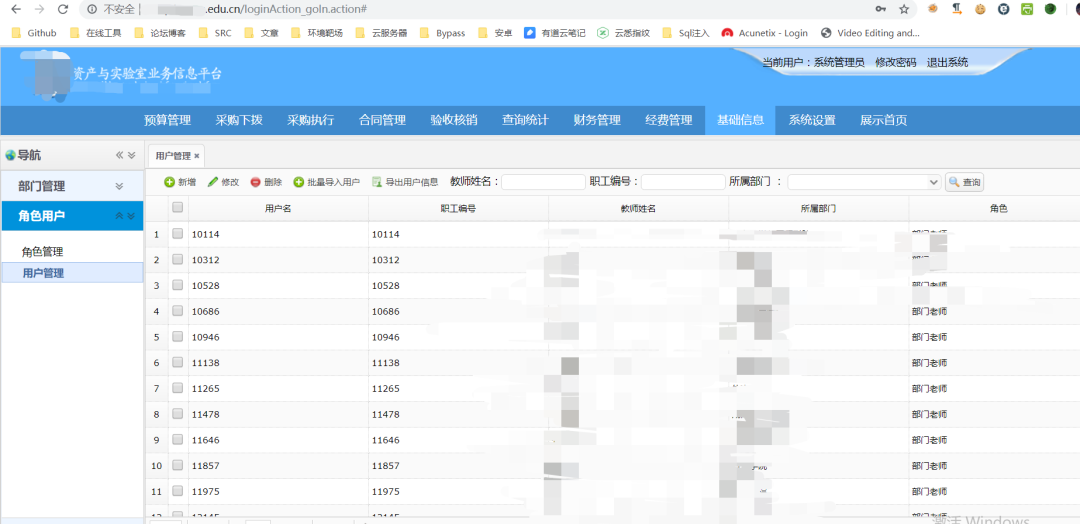 不安全 | .edu.cn/loginAction_goIn.action#
Github 在线工具 论坛博客 SRC 文章 环境靶场 云服务器 Bypass 安卓 有道云笔记 云悉指纹 Sql注入 Acunetix - Login Video Editing and...
资产与实验室业务信息平台
当前用户：系统管理员 修改密码 退出系统
预算管理 采购下拨 采购执行 合同管理 验收核销 查询统计 财务管理 经费管理 基础信息 系统设置 展示首页
导航
部门管理
角色用户
角色管理
用户管理
用户管理
新增 修改 删除 批量导入用户 导出用户信息 教师姓名： 职工编号： 所属部门 ： 查询
用户名 职工编号 教师姓名 所属部门 角色
1 10114 10114
2 10312 10312
3 10528 10528 部门老师
4 10686 10686 部门老师
5 10946 10946 部门老师
6 11138 11138 部门老师
7 11265 11265 部门老师
8 11478 11478 部门老师
9 11646 11646 部门老师
10 11857 11857 部门老师
11 11975 11975 部门老师
12 12145 12145 部门老师
激活 Windows